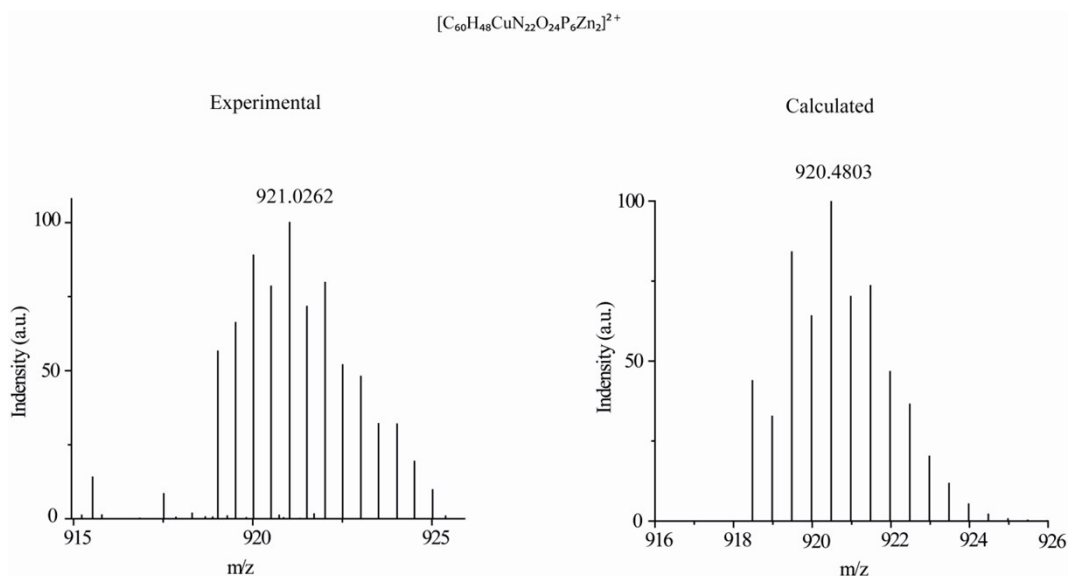 [C₆₀H₄₈CuN₂₂O₂₄P₆Zn₂]²⁺
Experimental
921.0262
100
50
0
Indensity (a.u.)
915
920
925
m/z
Calculated
920.4803
100
50
0
Indensity (a.u.)
916
918
920
922
924
926
m/z